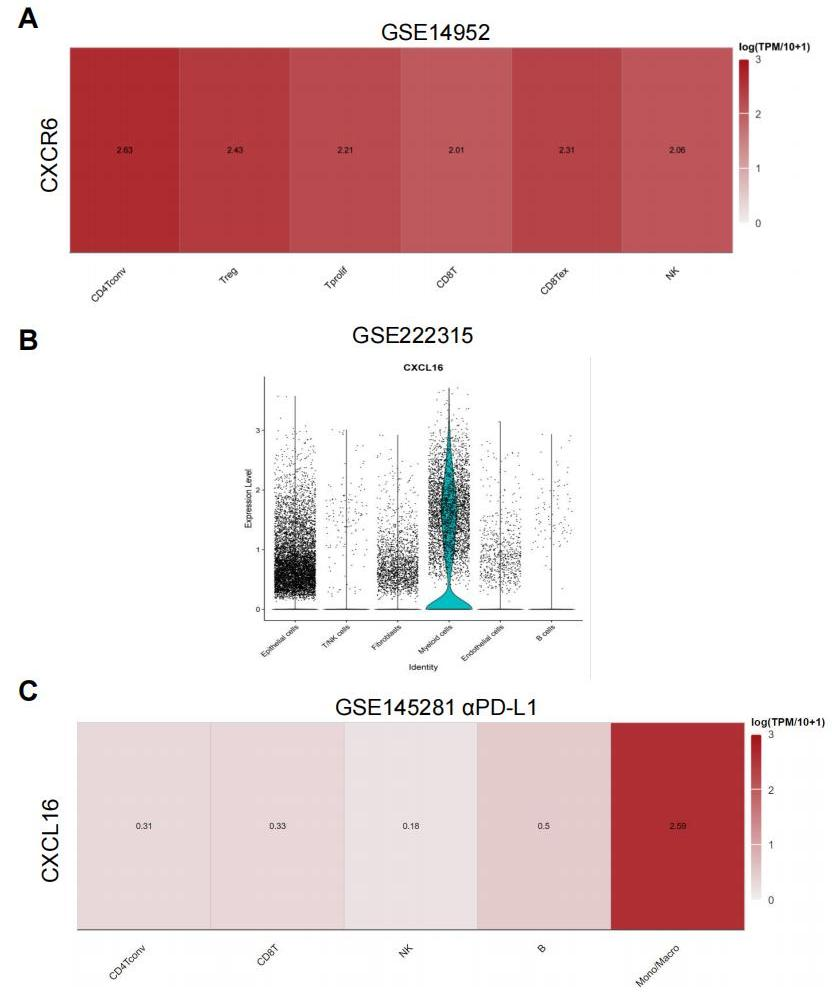 A
GSE14952
log(TPM/10+1)
CXCR6
2.63 2.43 2.21 2.01 2.31 2.06
3
2
1
0
CD4Tconv Treg Tprolif CD8T CD8Tex NK
B
GSE222315
CXCL16
Expression Level
3
2
1
0
Epithelial cells T/NK cells Fibroblasts Myeloid cells Endothelial cells B cells
Identity
C
GSE145281 αPD-L1
log(TPM/10+1)
CXCL16
0.31 0.33 0.18 0.5 2.59
3
2
1
0
CD4Tconv CD8T NK B Mono/Macro